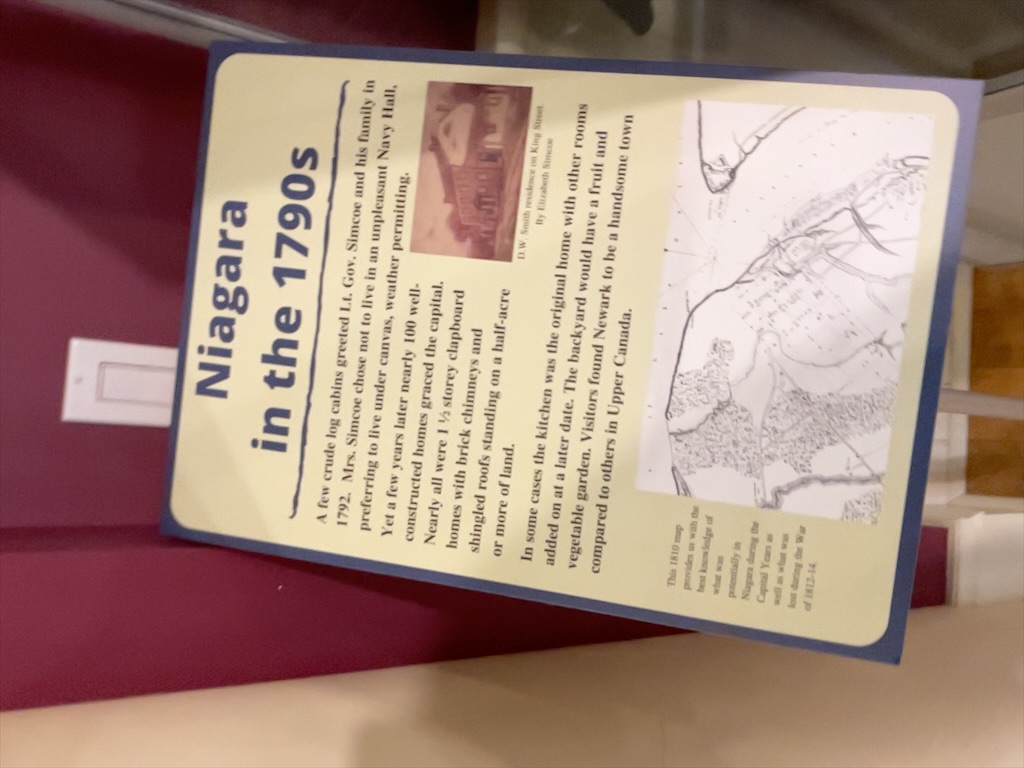 Niagara
in the 1790s
A few crude log cabins greeted Lt. Gov. Simcoe and his family in
1792. Mrs. Simcoe chose not to live in an unpleasant Navy Hall,
preferring to live under canvas, weather permitting.
Yet a few years later nearly 100 well-
constructed homes graced the capital.
Nearly all were 1 ½ storey clapboard
homes with brick chimneys and
shingled roofs standing on a half-acre
or more of land.
D.W. Smith residence on King Street.
By Elizabeth Simcoe
In some cases the kitchen was the original home with other rooms
added on at a later date. The backyard would have a fruit and
vegetable garden. Visitors found Newark to be a handsome town
compared to others in Upper Canada.
This 1810 map
provides us with the
best knowledge of
what was
potentially in
Niagara during the
Capital Years as
well as what was
lost during the War
of 1812-14.